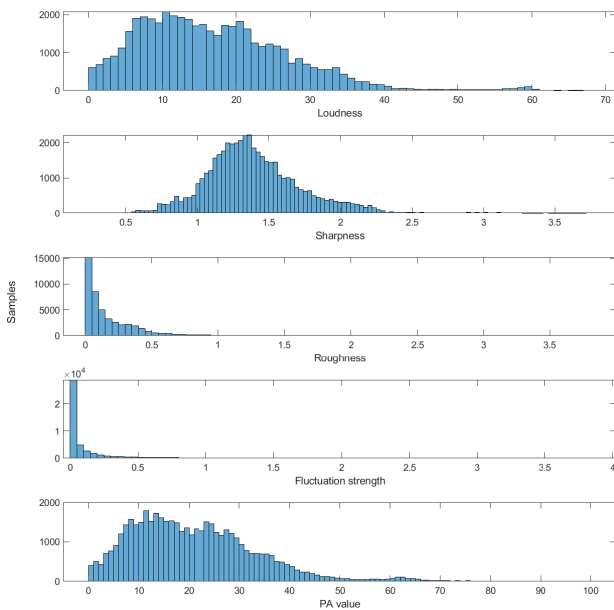 2000
1000
0
0 10 20 30 40 50 60 70
Loudness
2000
1000
0
0.5 1 1.5 2 2.5 3 3.5
Sharpness
15000
10000
5000
0
0 0.5 1 1.5 2 2.5 3 3.5
Roughness
Samples
×10⁴
2
1
0
0 0.5 1 1.5 2 2.5 3 3.5 4
Fluctuation strength
2000
1000
0
0 10 20 30 40 50 60 70 80 90 100
PA value